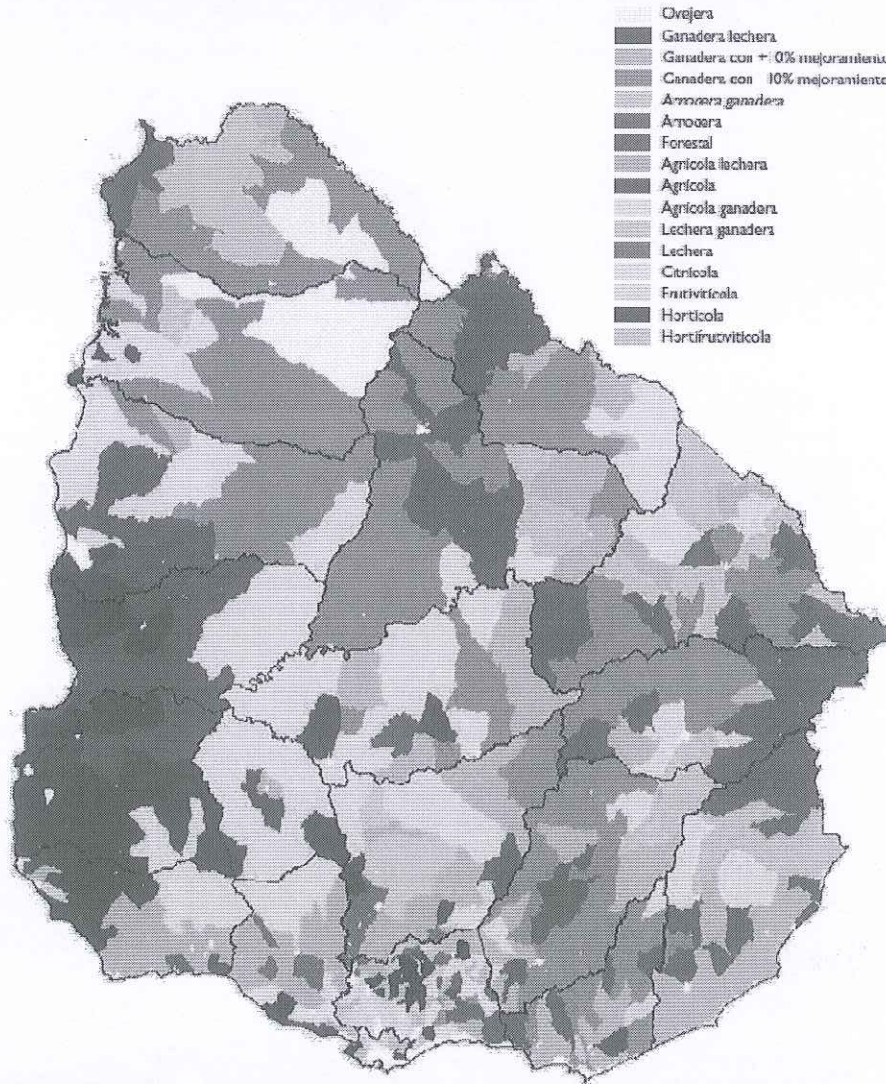 Ovejera
Ganadera lechera
Ganadera con +10% mejoramiento
Ganadera con -10% mejoramiento
Arrocera ganadera
Arrocera
Forestal
Agrícola lechera
Agrícola
Agrícola ganadera
Lechera ganadera
Lechera
Citrícola
Frutivitícola
Hortícola
Hortifrutivitícola